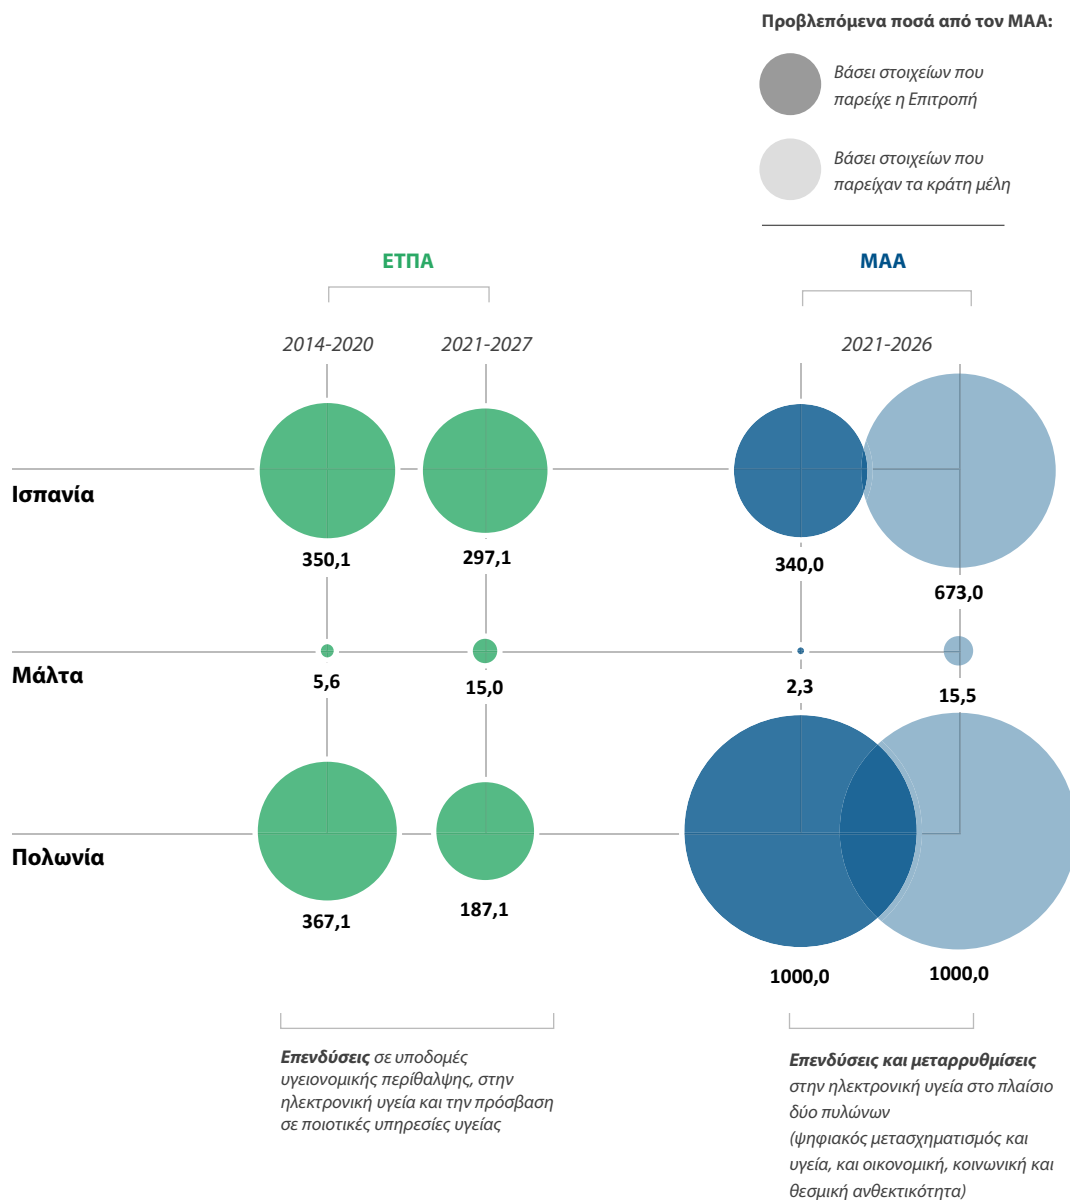 Προβλεπόμενα ποσά από τον ΜΑΑ:
Βάσει στοιχείων που
παρείχε η Επιτροπή
Βάσει στοιχείων που
παρείχαν τα κράτη μέλη
ΕΤΠΑ
ΜΑΑ
2014-2020
2021-2027
2021-2026
Ισπανία
350,1
297,1
340,0
673,0
Μάλτα
5,6
15,0
2,3
15,5
Πολωνία
367,1
187,1
1000,0
1000,0
Επενδύσεις σε υποδομές
υγειονομικής περίθαλψης, στην
ηλεκτρονική υγεία και την πρόσβαση
σε ποιοτικές υπηρεσίες υγείας
Επενδύσεις και μεταρρυθμίσεις
στην ηλεκτρονική υγεία στο πλαίσιο
δύο πυλώνων
(ψηφιακός μετασχηματισμός και
υγεία, και οικονομική, κοινωνική και
θεσμική ανθεκτικότητα)